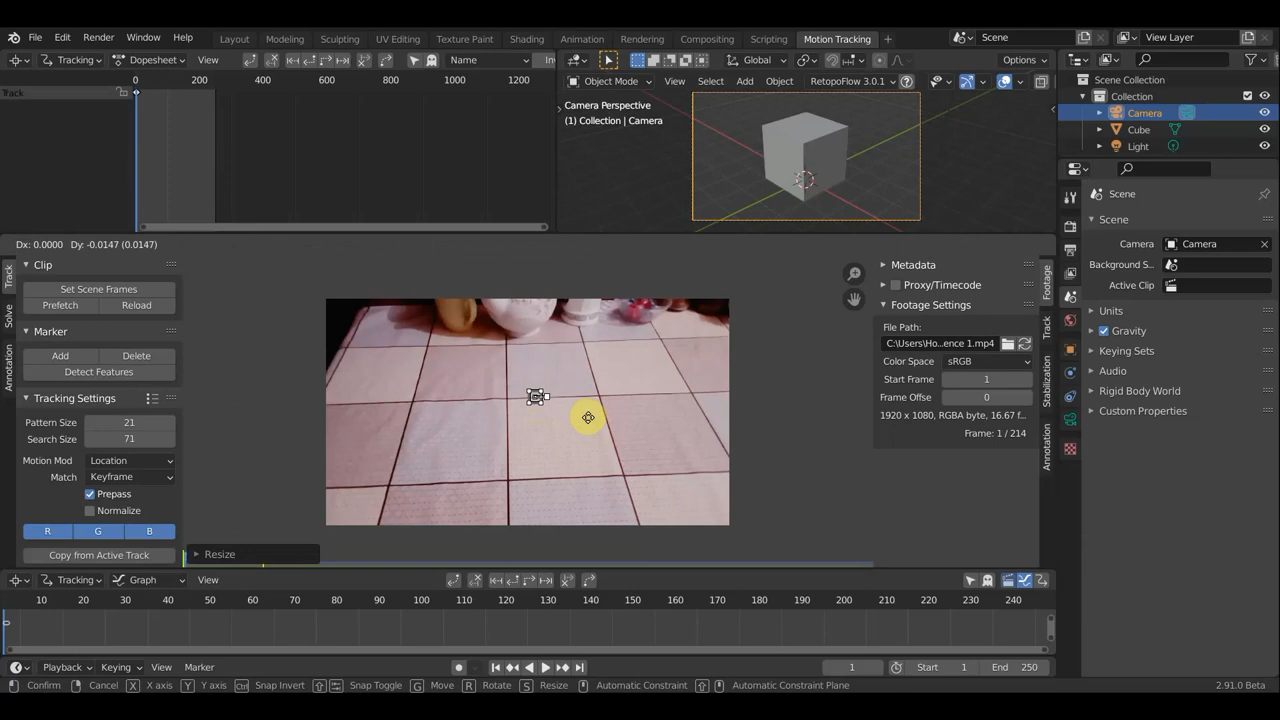 File Edit Render Window Help Layout Modeling Sculpting UV Editing Texture Paint Shading Animation Rendering Compositing Scripting Motion Tracking + Scene View Layer
Tracking Dopesheet View Name Inv Global Options
0 200 400 600 800 1000 1200
Object Mode View Select Add Object RetopoFlow 3.0.1
Track
Camera Perspective
(1) Collection | Camera
Scene Collection
Collection
Camera
Cube
Light
Scene
Scene
Camera Camera
Background S...
Active Clip
Units
Gravity
Keying Sets
Audio
Rigid Body World
Custom Properties
Dx: 0.0000 Dy: -0.0147 (0.0147)
Track
Solve
Annotation
Clip
Set Scene Frames
Prefetch Reload
Marker
Add Delete
Detect Features
Tracking Settings
Pattern Size 21
Search Size 71
Motion Mod Location
Match Keyframe
Prepass
Normalize
R G B
Copy from Active Track
Resize
Metadata
Proxy/Timecode
Footage Settings
File Path:
C:\Users\Ho...ence 1.mp4
Color Space sRGB
Start Frame 1
Frame Offse 0
1920 x 1080, RGBA byte, 16.67 f...
Frame: 1 / 214
Footage
Track
Stabilization
Annotation
Tracking Graph View
10 20 30 40 50 60 70 80 90 100 110 120 130 140 150 160 170 180 190 200 210 220 230 240
Playback Keying View Marker 1 Start 1 End 250
Confirm Cancel X X axis Y Y axis Ctrl Snap Invert Snap Toggle G Move R Rotate S Resize Automatic Constraint Automatic Constraint Plane 2.91.0 Beta